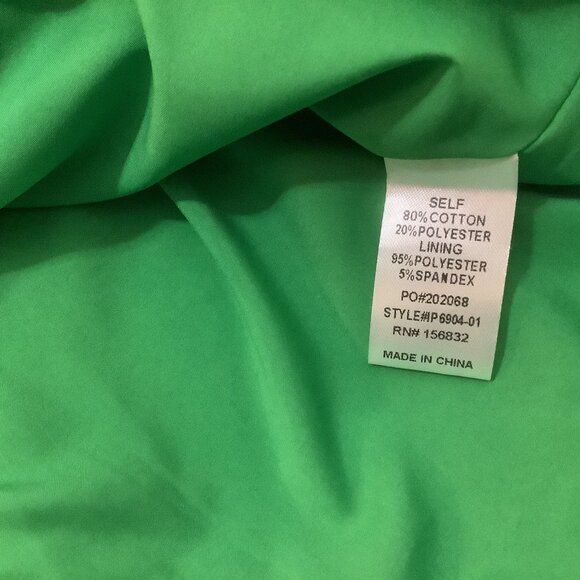 SELF
80%COTTON
20%POLYESTER
LINING
95%POLYESTER
5%SPANDEX
PO#202068
STYLE#IP6904-01
RN# 156832
MADE IN CHINA